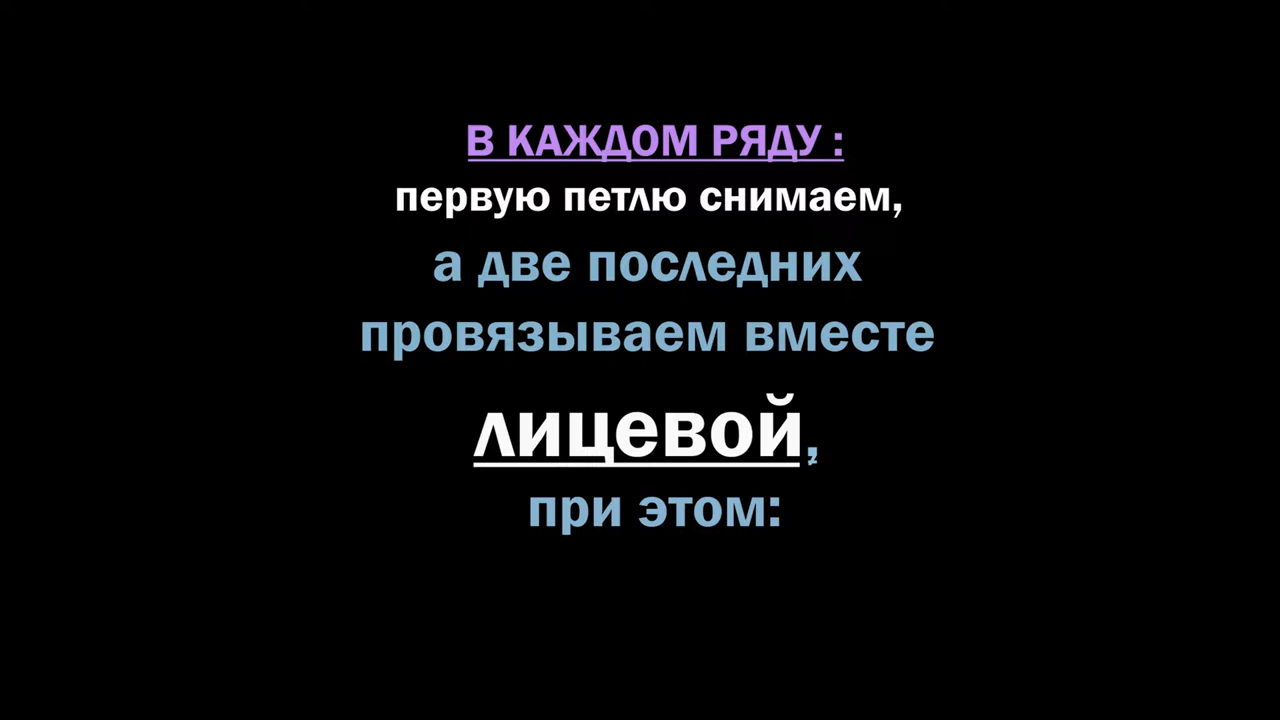 В КАЖДОМ РЯДУ :
первую петлю снимаем,
а две последних
провязываем вместе
лицевой,
при этом: